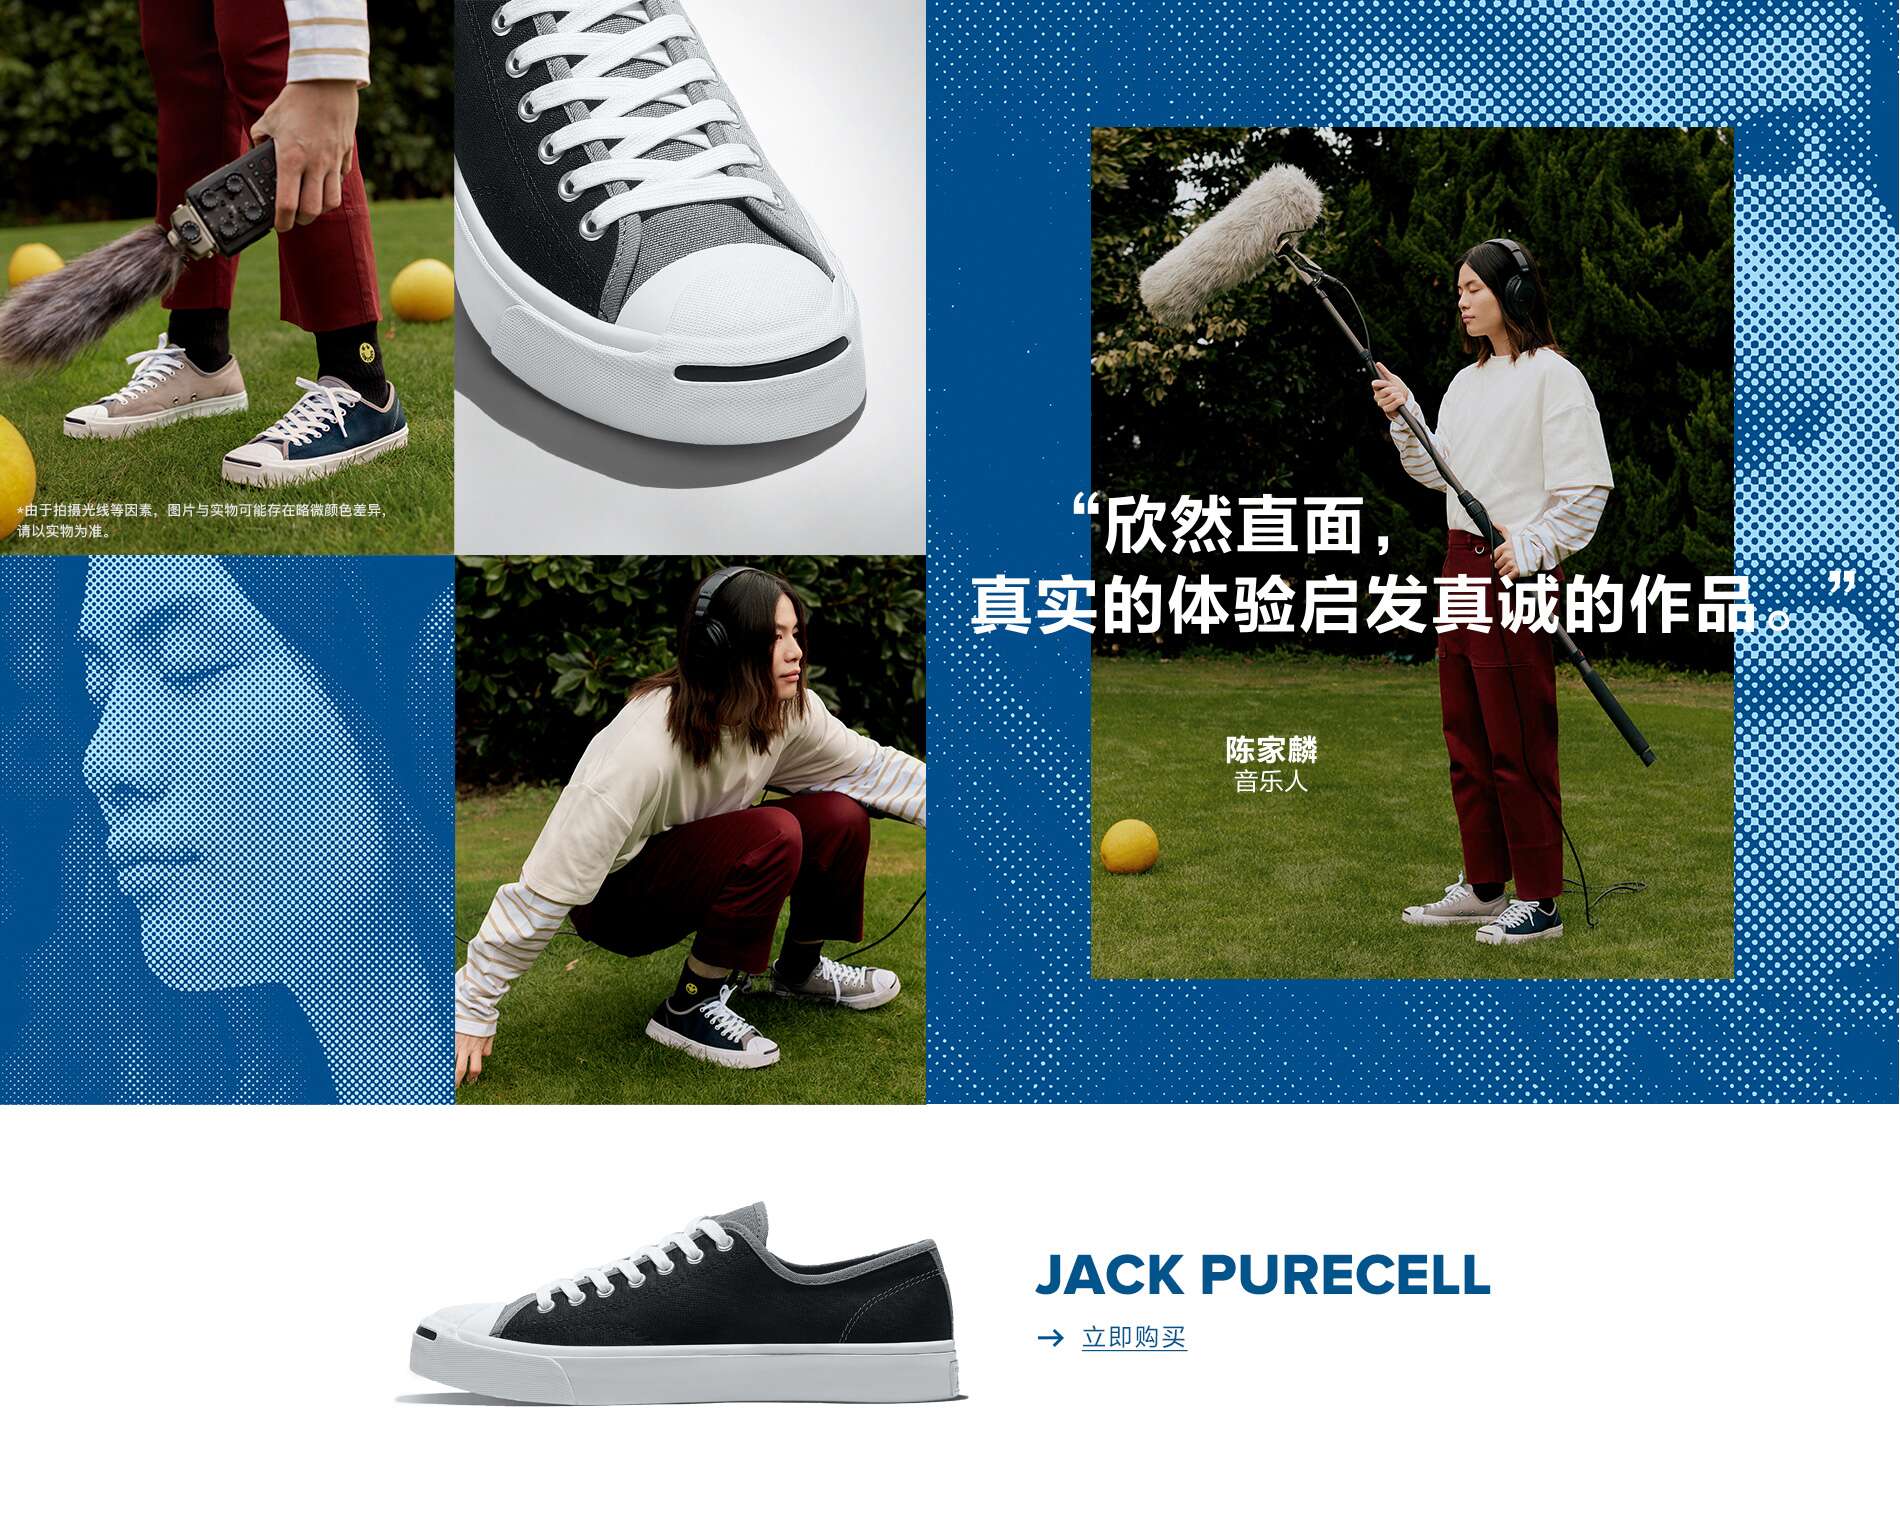 *由于拍摄光线等因素，图片与实物可能存在略微颜色差异，
请以实物为准。
“欣然直面，
真实的体验启发真诚的作品。”
陈家麟
音乐人
JACK PURECELL
→ 立即购买